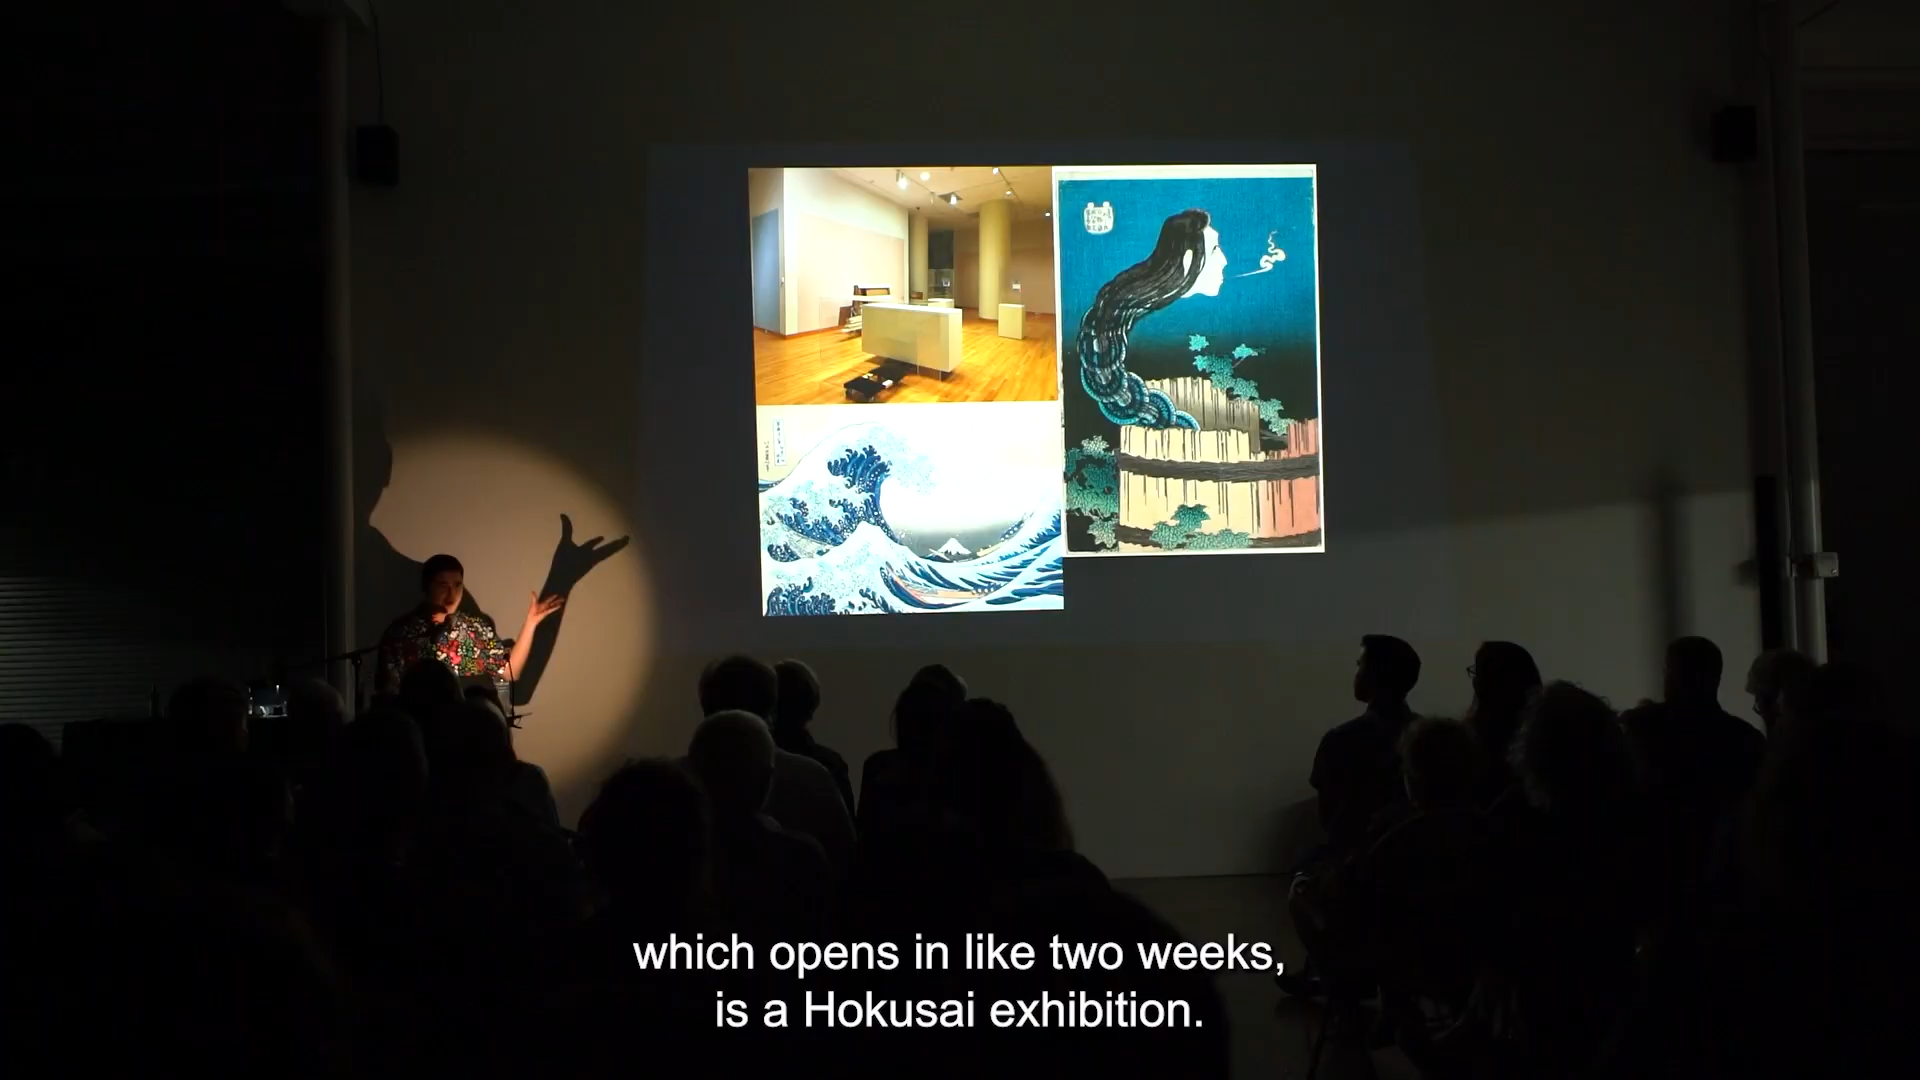 which opens in like two weeks,
is a Hokusai exhibition.